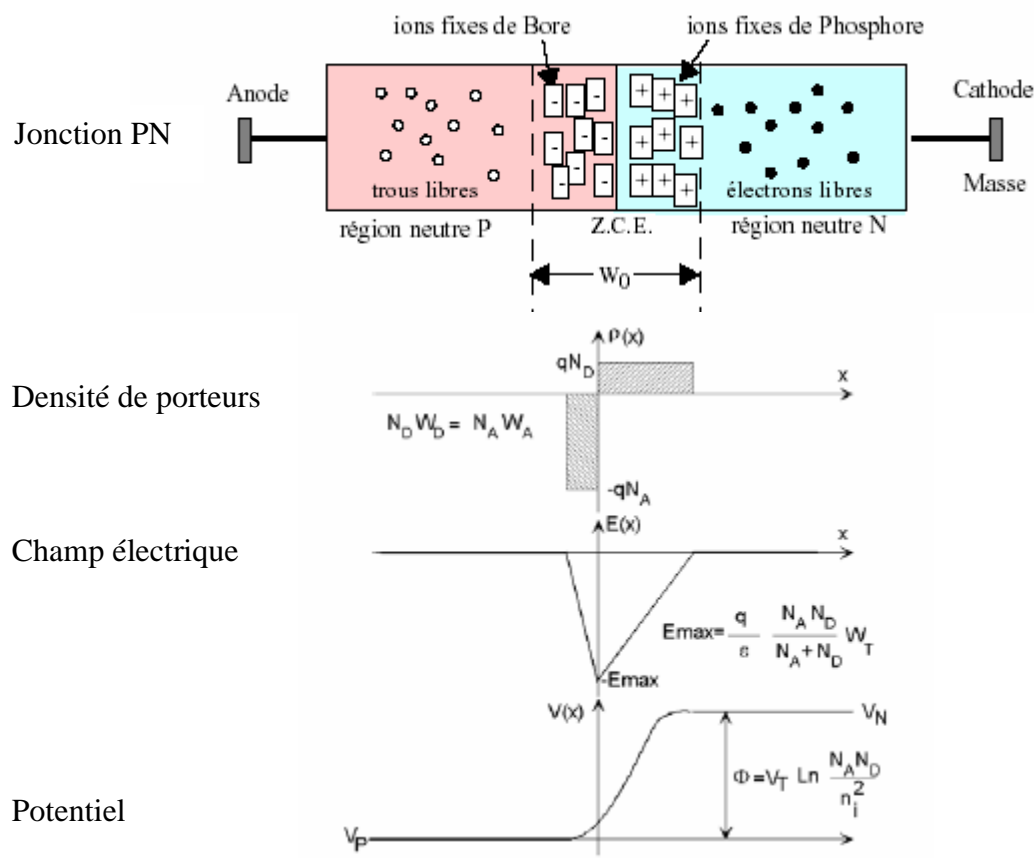 ions fixes de Bore
ions fixes de Phosphore
Anode
Cathode
Jonction PN
- - - - - - - - -
+ + + + + + + + +
Masse
trous libres
électrons libres
région neutre P
Z.C.E.
région neutre N
W0
P(x)
qND
x
Densité de porteurs
NDWD = NAWA
-qNA
E(x)
x
Champ électrique
Emax= q/ε NAND/NA+ND WT
-Emax
V(x)
VN
Φ=VT Ln NAND/ni²
Potentiel
VP